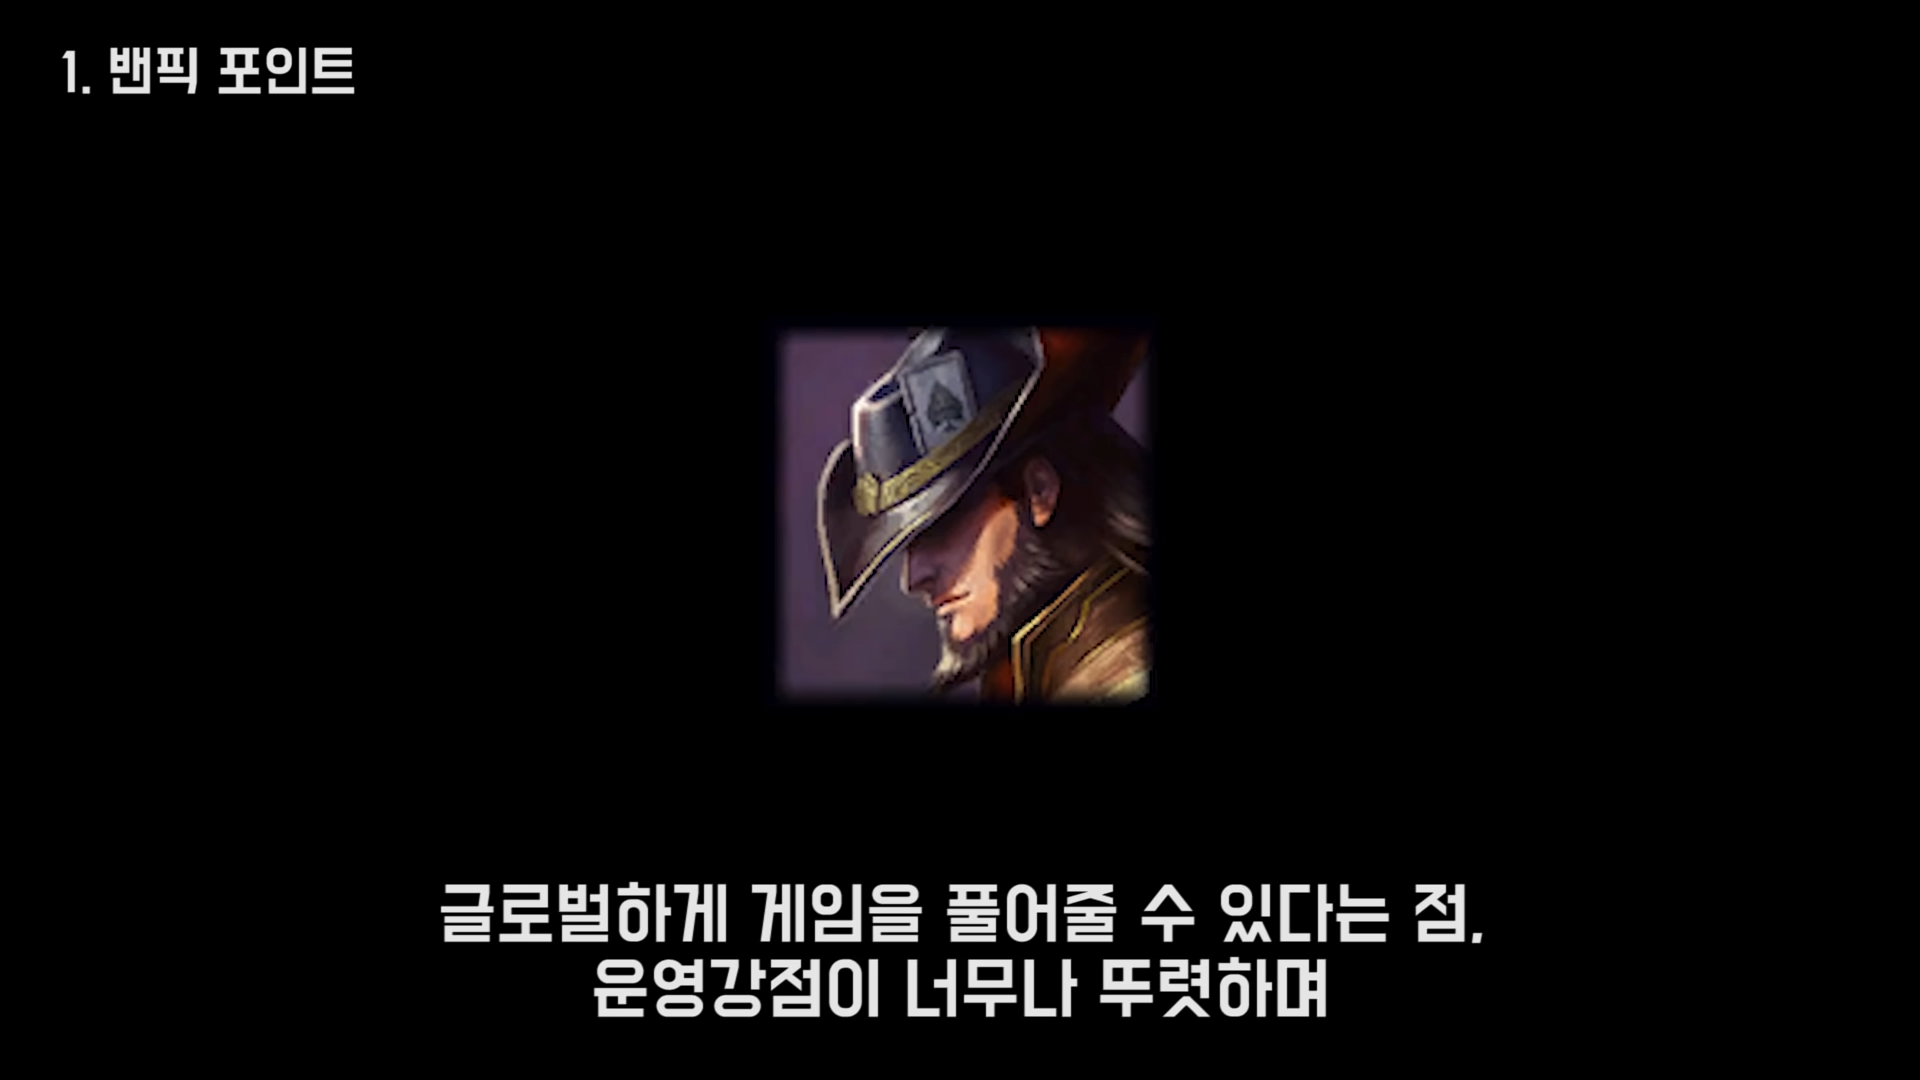 1. 밴픽 포인트
글로벌하게 게임을 풀어줄 수 있다는 점,
운영강점이 너무나 뚜렷하며